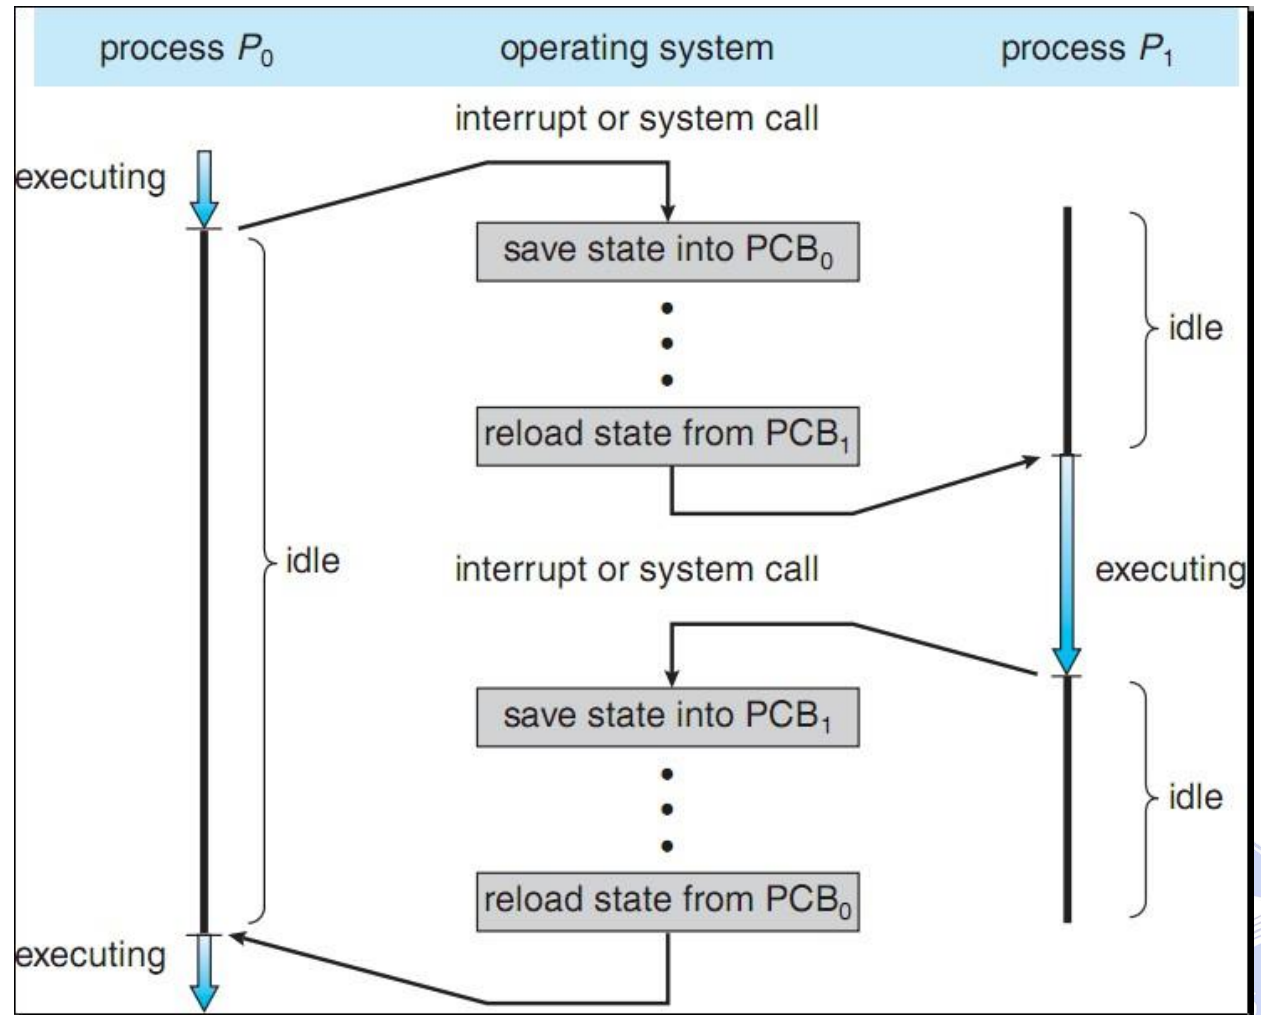 process P0 operating system process P1
interrupt or system call
executing
save state into PCB0
idle
reload state from PCB1
idle
interrupt or system call
executing
save state into PCB1
idle
reload state from PCB0
executing